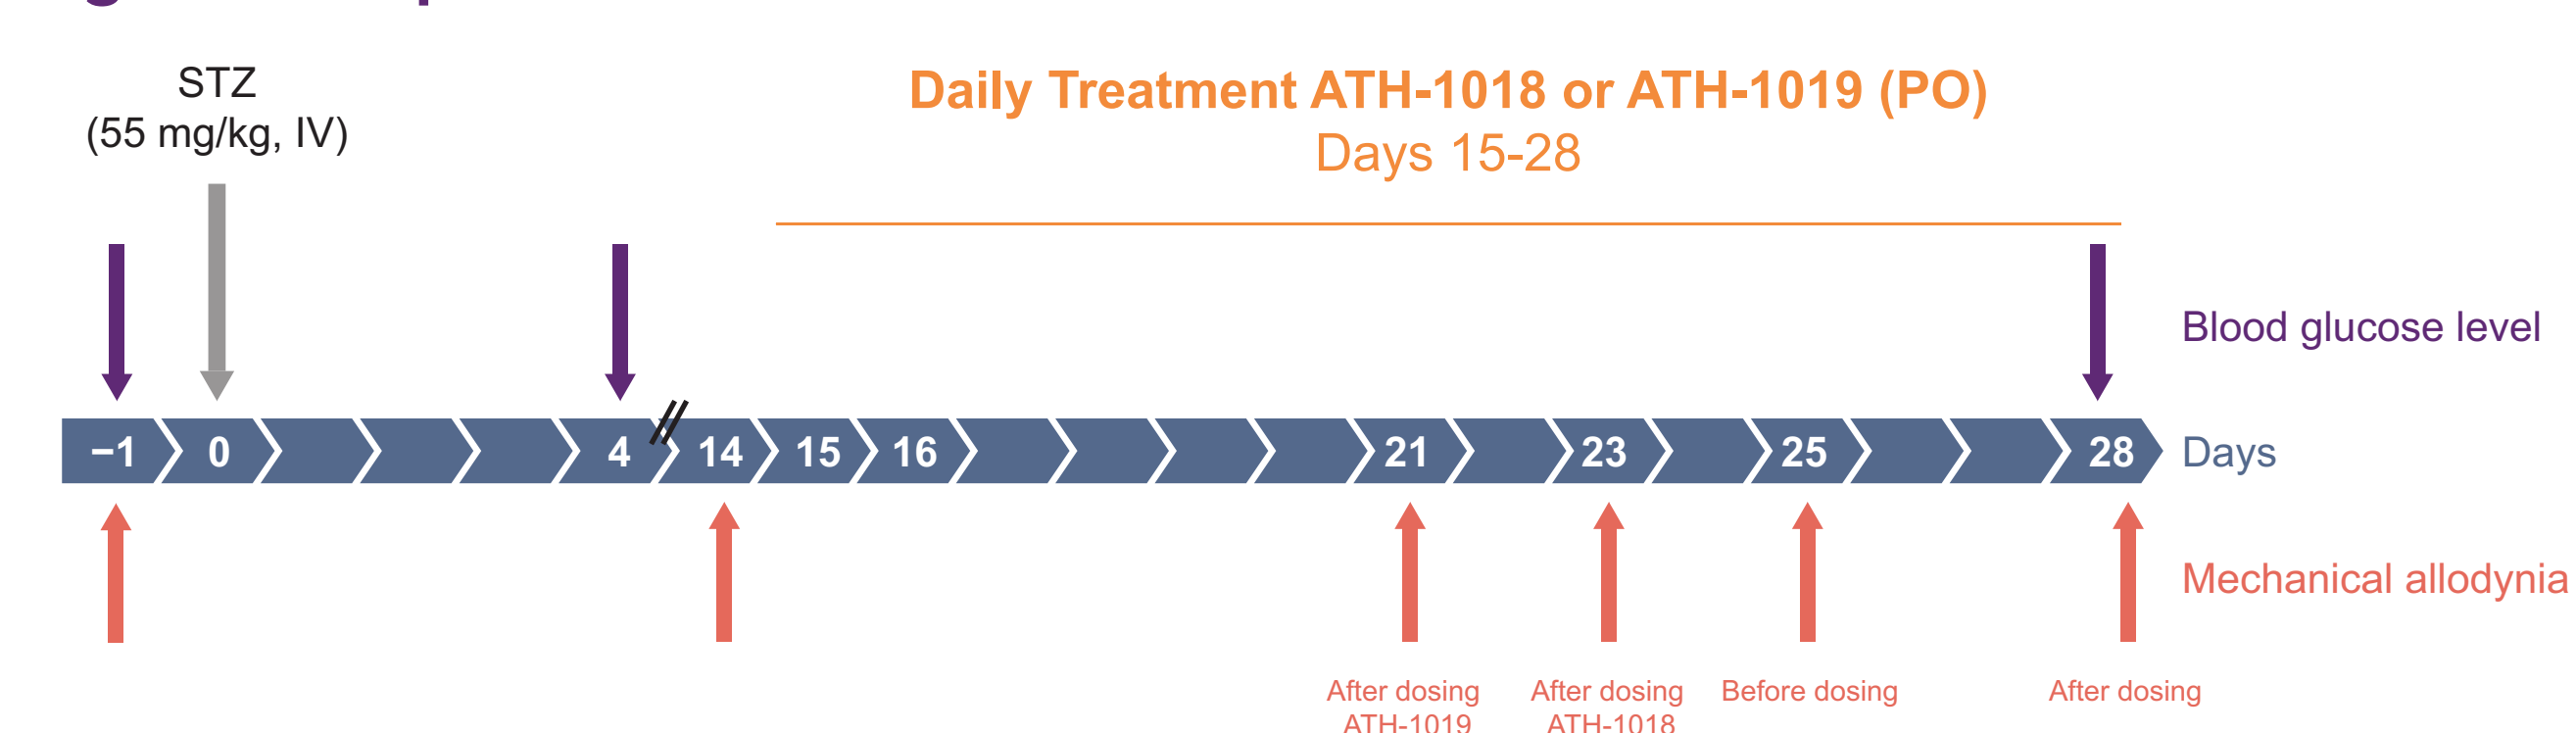 STZ
(55 mg/kg, IV)
Daily Treatment ATH-1018 or ATH-1019 (PO)
Days 15-28
Blood glucose level
−1 0 4 14 15 16 21 23 25 28 Days
Mechanical allodynia
After dosing
ATH-1019
After dosing
ATH-1018
Before dosing
After dosing